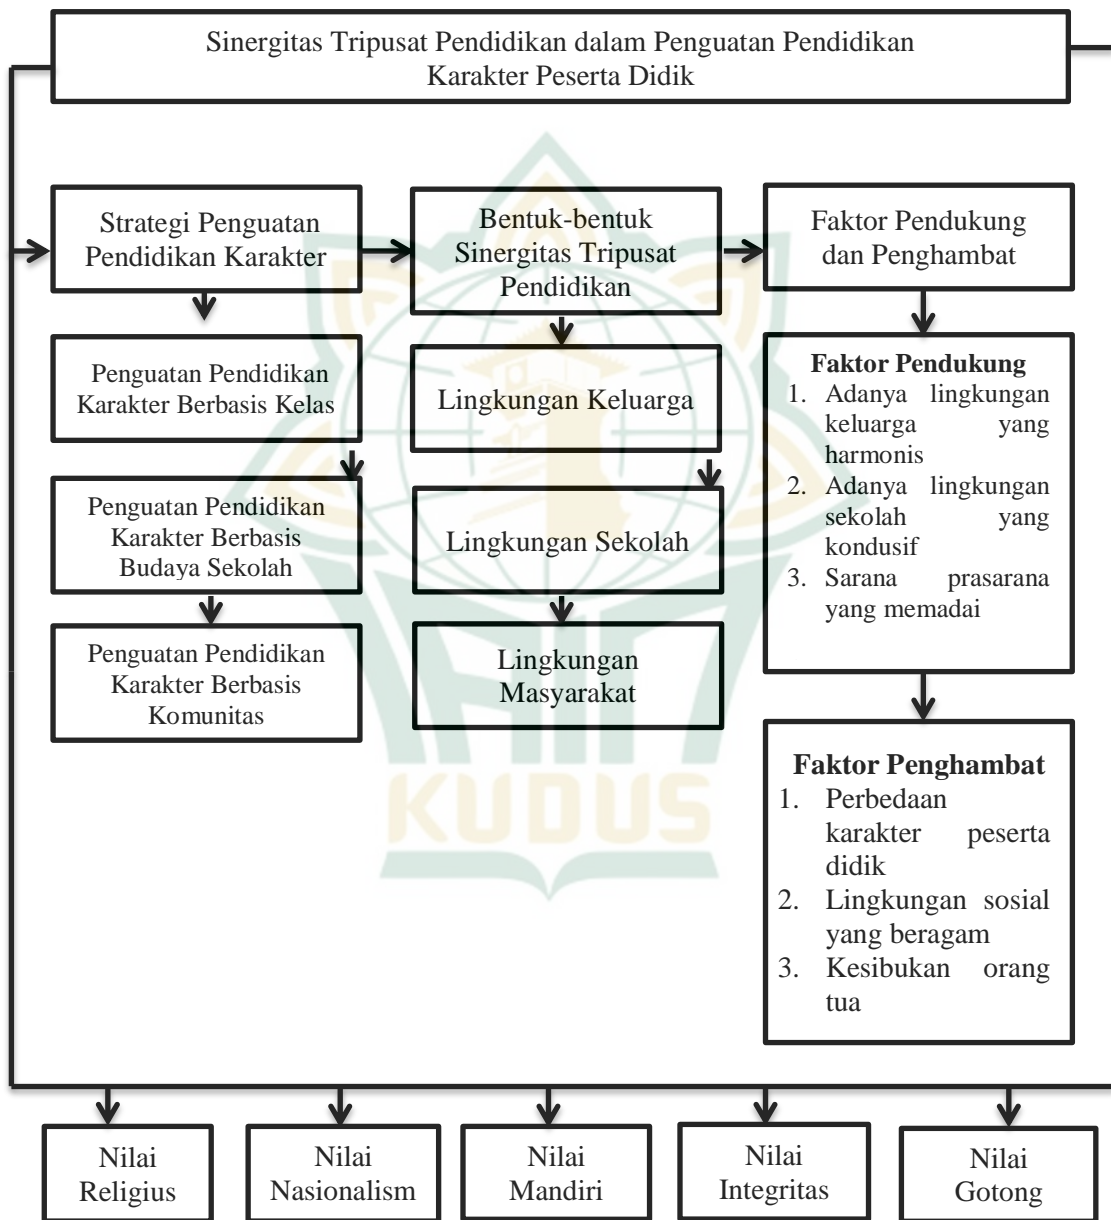 Sinergitas Tripusat Pendidikan dalam Penguatan Pendidikan
Karakter Peserta Didik
Strategi Penguatan
Pendidikan Karakter
Bentuk-bentuk
Sinergitas Tripusat
Pendidikan
Faktor Pendukung
dan Penghambat
Penguatan Pendidikan
Karakter Berbasis Kelas
Lingkungan Keluarga
Faktor Pendukung
1. Adanya lingkungan
keluarga yang
harmonis
2. Adanya lingkungan
sekolah yang
kondusif
3. Sarana prasarana
yang memadai
Penguatan Pendidikan
Karakter Berbasis
Budaya Sekolah
Lingkungan Sekolah
Penguatan Pendidikan
Karakter Berbasis
Komunitas
Lingkungan
Masyarakat
Faktor Penghambat
1. Perbedaan
karakter peserta
didik
2. Lingkungan sosial
yang beragam
3. Kesibukan orang
tua
KUDUS
Nilai
Religius
Nilai
Nasionalism
Nilai
Mandiri
Nilai
Integritas
Nilai
Gotong